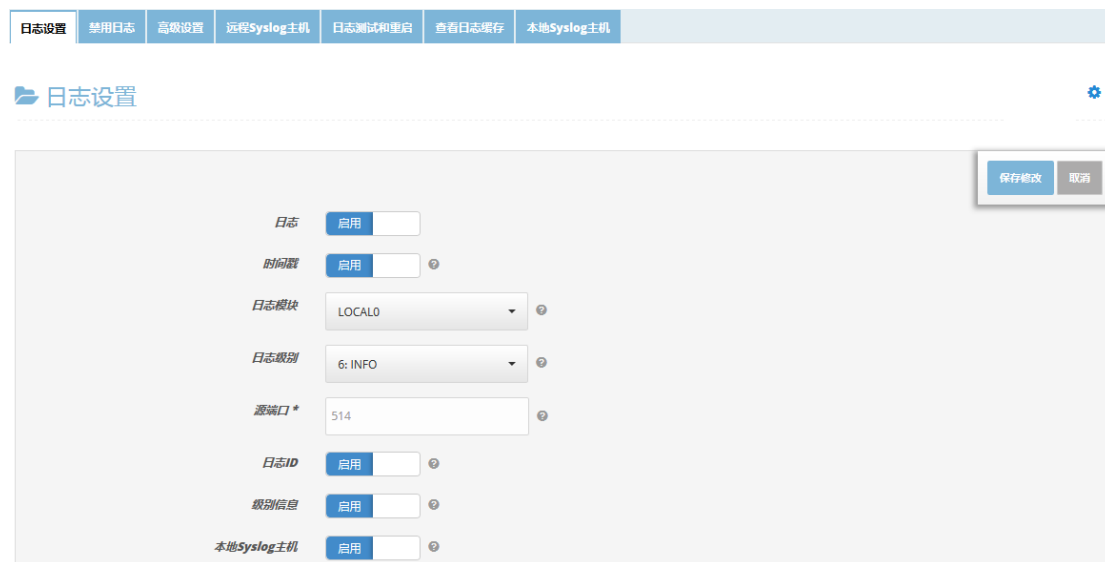 日志设置 禁用日志 高级设置 远程Syslog主机 日志测试和重启 查看日志缓存 本地Syslog主机
日志设置
保存修改 取消
日志 启用
时间戳 启用
日志模块 LOCAL0
日志级别 6: INFO
源端口 * 514
日志ID 启用
级别信息 启用
本地Syslog主机 启用